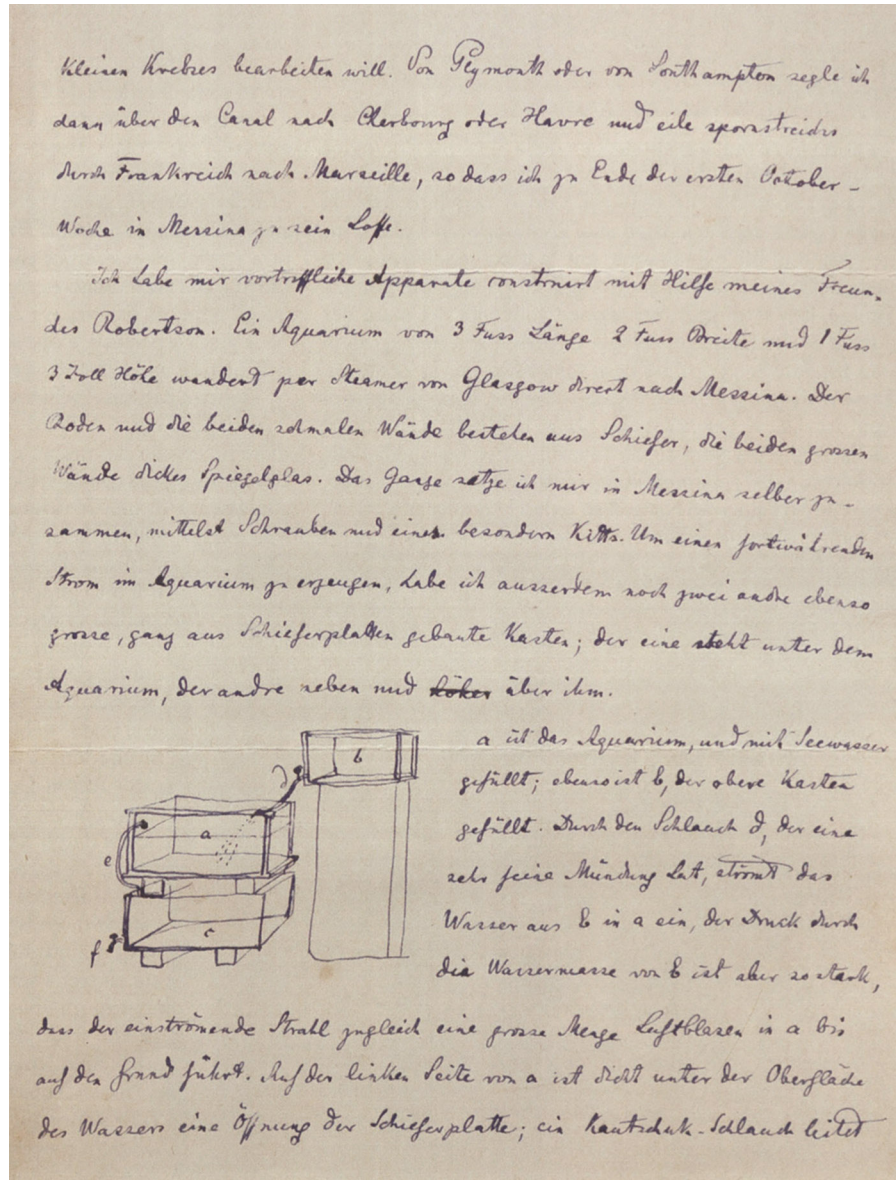 kleinen Krebses bearbeiten will. Von Plymouth oder von Southampton segle ich
dann über den Canal nach Cherbourg oder Havre und eile spornstreichs
durch Frankreich nach Marseille, so dass ich zu Ende der ersten October-
Woche in Messina zu sein hoffe.
Ich habe mir vortreffliche Apparate construirt mit Hilfe meines Freun-
des Robertson. Ein Aquarium von 3 Fuss Länge 2 Fuss Breite und 1 Fuss
3 Zoll Höhe wandert per Steamer von Glasgow direct nach Messina. Der
Boden und die beiden schmalen Wände bestehen aus Schiefer, die beiden grossen
Wände dickes Spiegelglas. Das Ganze setze ich mir in Messina selber zu-
sammen, mittelst Schrauben und eines besondern Kitts. Um einen fortwährenden
Strom im Aquarium zu erzeugen, habe ich ausserdem noch zwei andre ebenso
grosse, ganz aus Schieferplatten gebaute Kasten; der eine steht unter dem
Aquarium, der andre neben und höher über ihm.
a ist das Aquarium, und mit Seewasser
gefüllt; ebenso ist b, der obere Kasten
gefüllt. Durch den Schlauch d, der eine
sehr feine Mündung hat, strömt das
Wasser aus b in a ein, der Druck durch
die Wassermasse von b ist aber so stark,
b
d
a
e
c
f
dass der einströmende Strahl zugleich eine grosse Menge Luftblasen in a bis
auf den Grund führt. Auf der linken Seite von a ist dicht unter der Oberfläche
des Wassers eine Öffnung der Schieferplatte; ein Kautschuk-Schlauch leitet